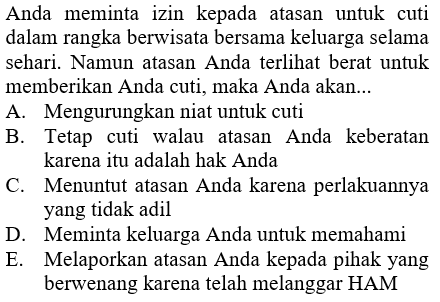 Anda meminta izin kepada atasan untuk cuti
dalam rangka berwisata bersama keluarga selama
sehari. Namun atasan Anda terlihat berat untuk
memberikan Anda cuti, maka Anda akan...
A. Mengurungkan niat untuk cuti
B. Tetap cuti walau atasan Anda keberatan
karena itu adalah hak Anda
C. Menuntut atasan Anda karena perlakuannya
yang tidak adil
D. Meminta keluarga Anda untuk memahami
E. Melaporkan atasan Anda kepada pihak yang
berwenang karena telah melanggar HAM